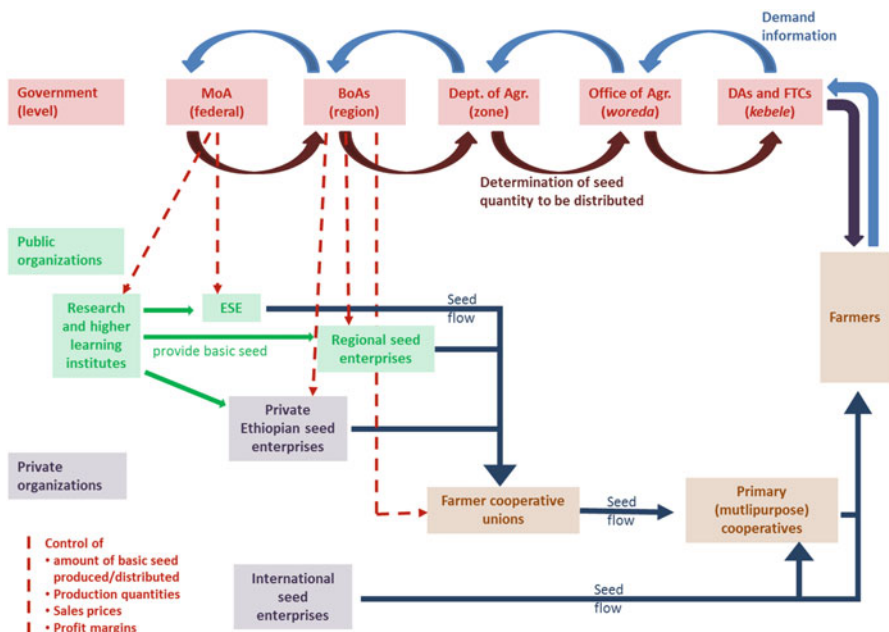 Demand
information
Government
(level)
MoA
(federal)
BoAs
(region)
Dept. of Agr.
(zone)
Office of Agr.
(woreda)
DAs and FTCs
(kebele)
Determination of seed
quantity to be distributed
Public
organizations
Research
and higher
learning
institutes
ESE
Seed
flow
provide basic seed
Regional seed
enterprises
Farmers
Private
Ethiopian seed
enterprises
Private
organizations
Farmer cooperative
unions
Seed
flow
Primary
(mutlipurpose)
cooperatives
Control of
• amount of basic seed
produced/distributed
• Production quantities
• Sales prices
• Profit margins
International
seed
enterprises
Seed
flow